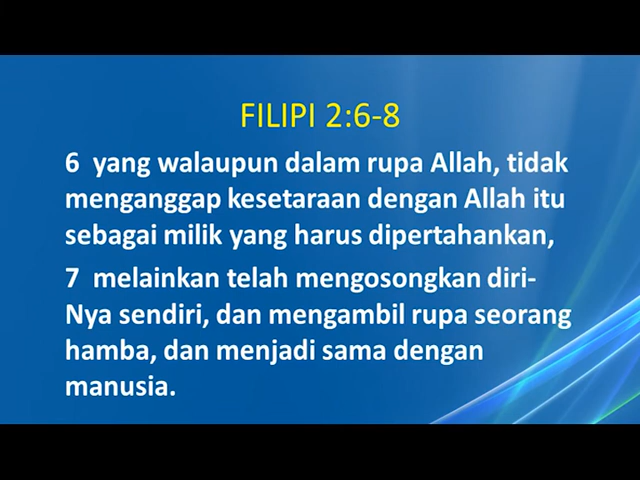 FILIPI 2:6-8
6 yang walaupun dalam rupa Allah, tidak
menganggap kesetaraan dengan Allah itu
sebagai milik yang harus dipertahankan,
7 melainkan telah mengosongkan diri-
Nya sendiri, dan mengambil rupa seorang
hamba, dan menjadi sama dengan
manusia.